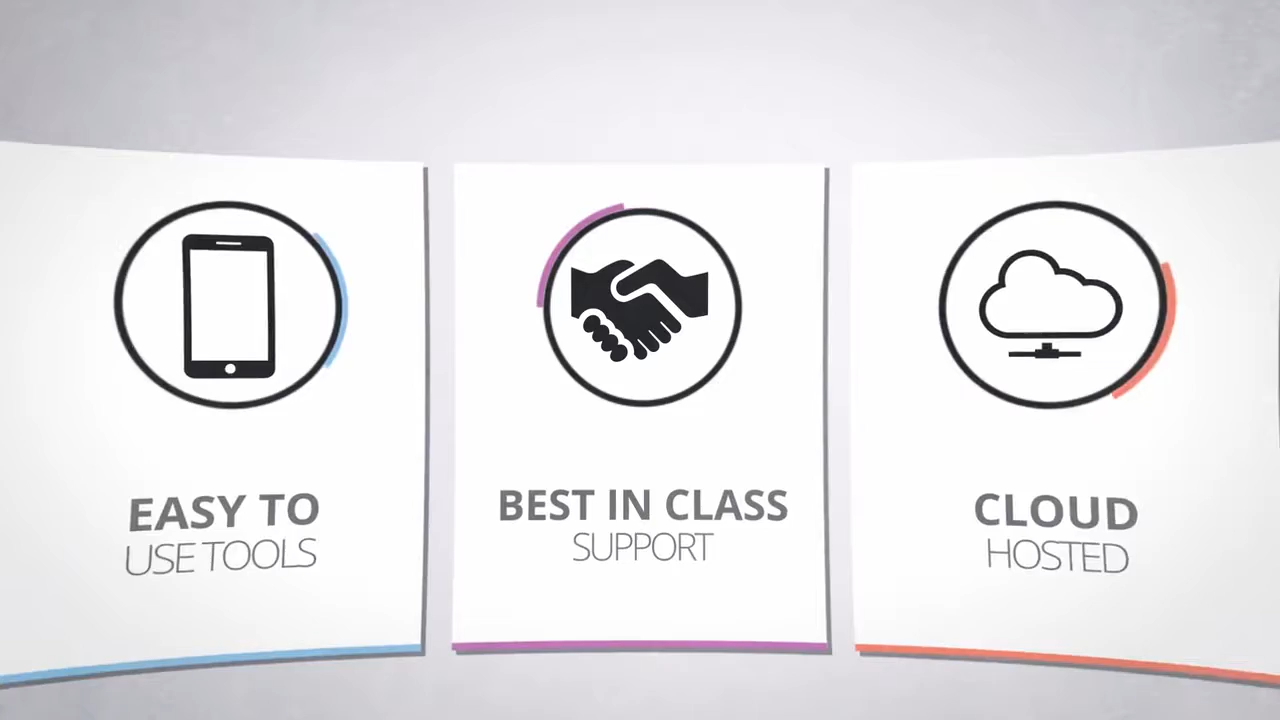 EASY TO
USE TOOLS
BEST IN CLASS
SUPPORT
CLOUD
HOSTED